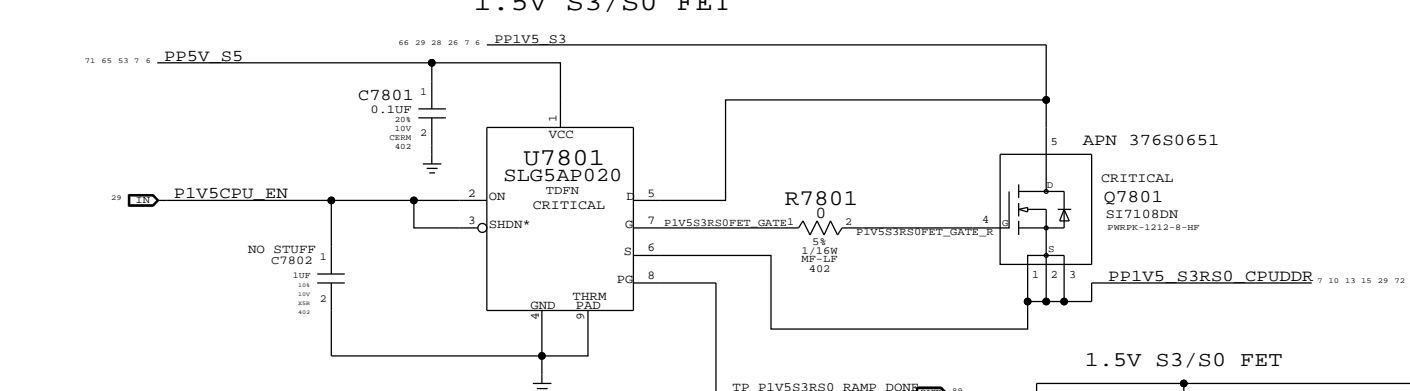 1.5V S3/S0 FET
66 29 28 26 7 6 PP1V5_S3
71 65 53 7 6 PP5V_S5
C7801 1
0.1UF
20%
10V
CERM
402
2
1
VCC
U7801
SLG5AP020
TDFN
CRITICAL
29 IN P1V5CPU_EN
2 ON
3 SHDN*
D 5
G 7 P1V5S3RS0FET_GATE
S 6
PG 8
GND
4
THRM
PAD
9
NO STUFF
C7802 1
1UF
10%
10V
X5R
402
2
R7801
1 0 2
5%
1/16W
MF-LF
402
P1V5S3RS0FET_GATE_R
4 G
5
D
S
1 2 3
APN 376S0651
CRITICAL
Q7801
SI7108DN
PWRPK-1212-8-HF
PP1V5_S3RS0_CPUDDR 7 10 13 15 29 72
1.5V S3/S0 FET
TP_P1V5S3RS0_RAMP_DONE